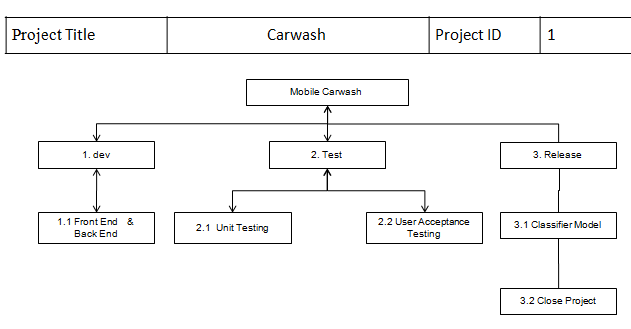 Project Title Carwash Project ID 1
Mobile Carwash
1. dev 2. Test 3. Release
1.1 Front End &
Back End
2.1 Unit Testing
2.2 User Acceptance
Testing
3.1 Classifier Model
3.2 Close Project